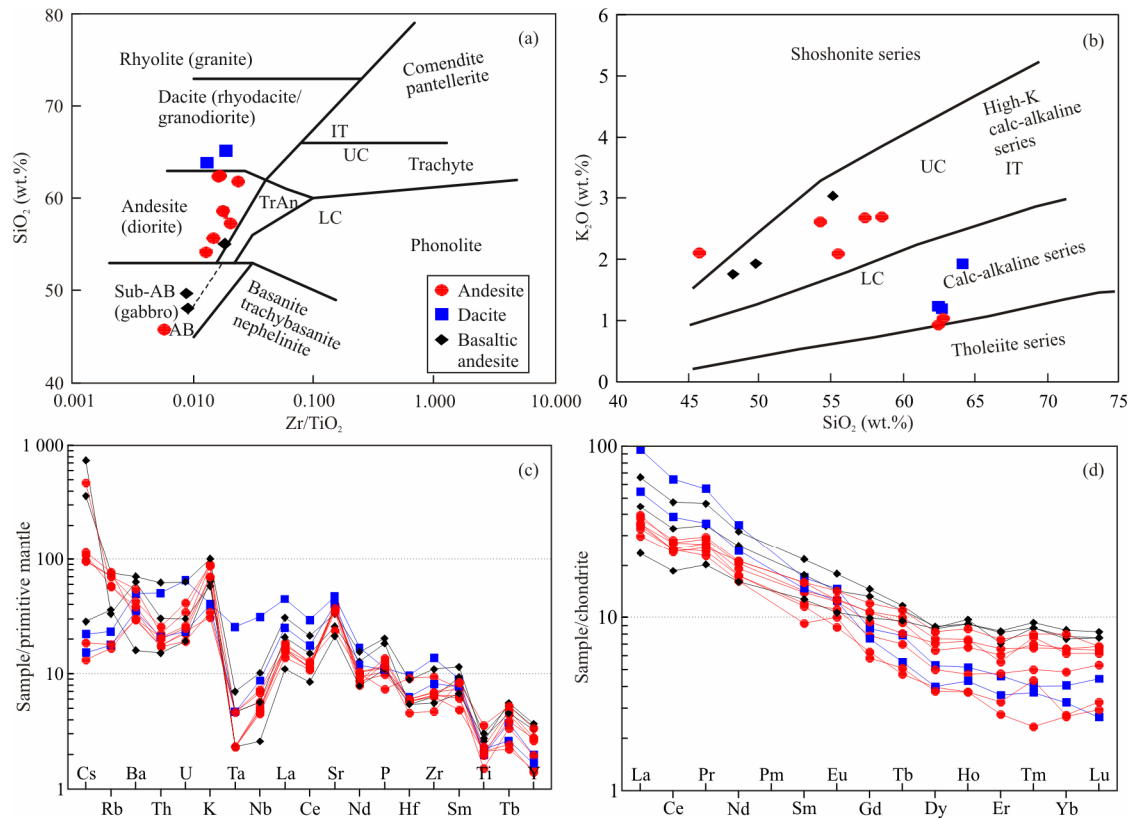 (a)
80
70
60
50
40
SiO₂ (wt.%)
Rhyolite (granite)
Comendite
pantellerite
Dacite (rhyodacite/
granodiorite)
IT
UC
Trachyte
TrAn
Andesite
(diorite)
LC
Phonolite
Sub-AB
(gabbro)
AB
Basanite
trachybasanite
nephelinite
Andesite
Dacite
Basaltic
andesite
0.001 0.010 0.100 1.000 10.000
Zr/TiO₂
(b)
6
5
4
3
2
1
0
K₂O (wt.%)
Shoshonite series
High-K
calc-alkaline
series
UC
IT
LC
Calc-alkaline series
Tholeiite series
40 45 50 55 60 65 70 75
SiO₂ (wt.%)
(c)
1 000
100
10
1
Sample/primitive mantle
Cs Ba Th U K Ta La Sr P Zr Ti Y
Rb Th K Nb Ce Nd Hf Sm Tb
(d)
100
10
1
Sample/chondrite
La Pr Pm Eu Tb Ho Tm Lu
Ce Nd Sm Gd Dy Er Yb